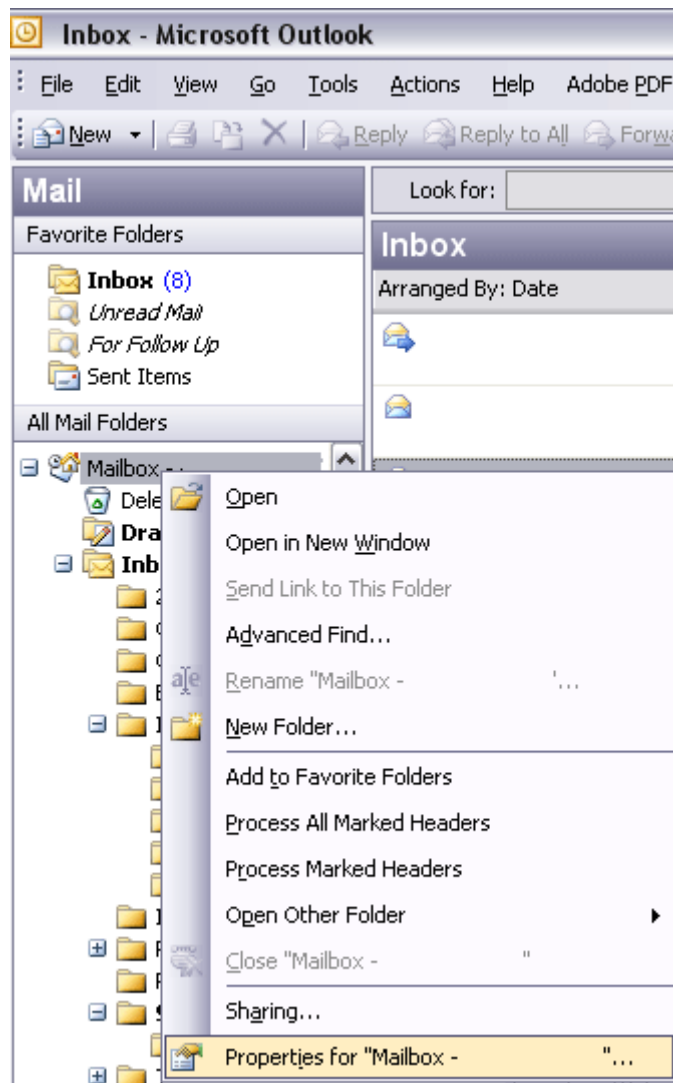 Inbox - Microsoft Outlook
File Edit View Go Tools Actions Help Adobe PDF
New Reply Reply to All
Mail
Look for:
Favorite Folders
Inbox
Inbox (8)
Arranged By: Date
Unread Mail
For Follow Up
Sent Items
All Mail Folders
Mailbox -
Open
Open in New Window
Send Link to This Folder
Advanced Find...
Rename "Mailbox - '...
New Folder...
Add to Favorite Folders
Process All Marked Headers
Process Marked Headers
Open Other Folder
Close "Mailbox - "
Sharing...
Properties for "Mailbox - "...